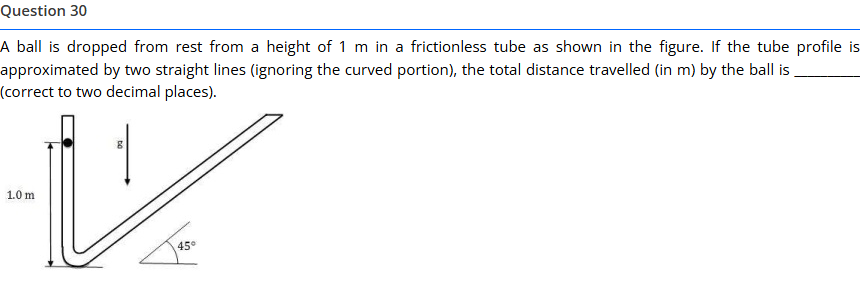 Question 30
A ball is dropped from rest from a height of 1 m in a frictionless tube as shown in the figure. If the tube profile is
approximated by two straight lines (ignoring the curved portion), the total distance travelled (in m) by the ball is ________
(correct to two decimal places).
g
1.0 m
45°